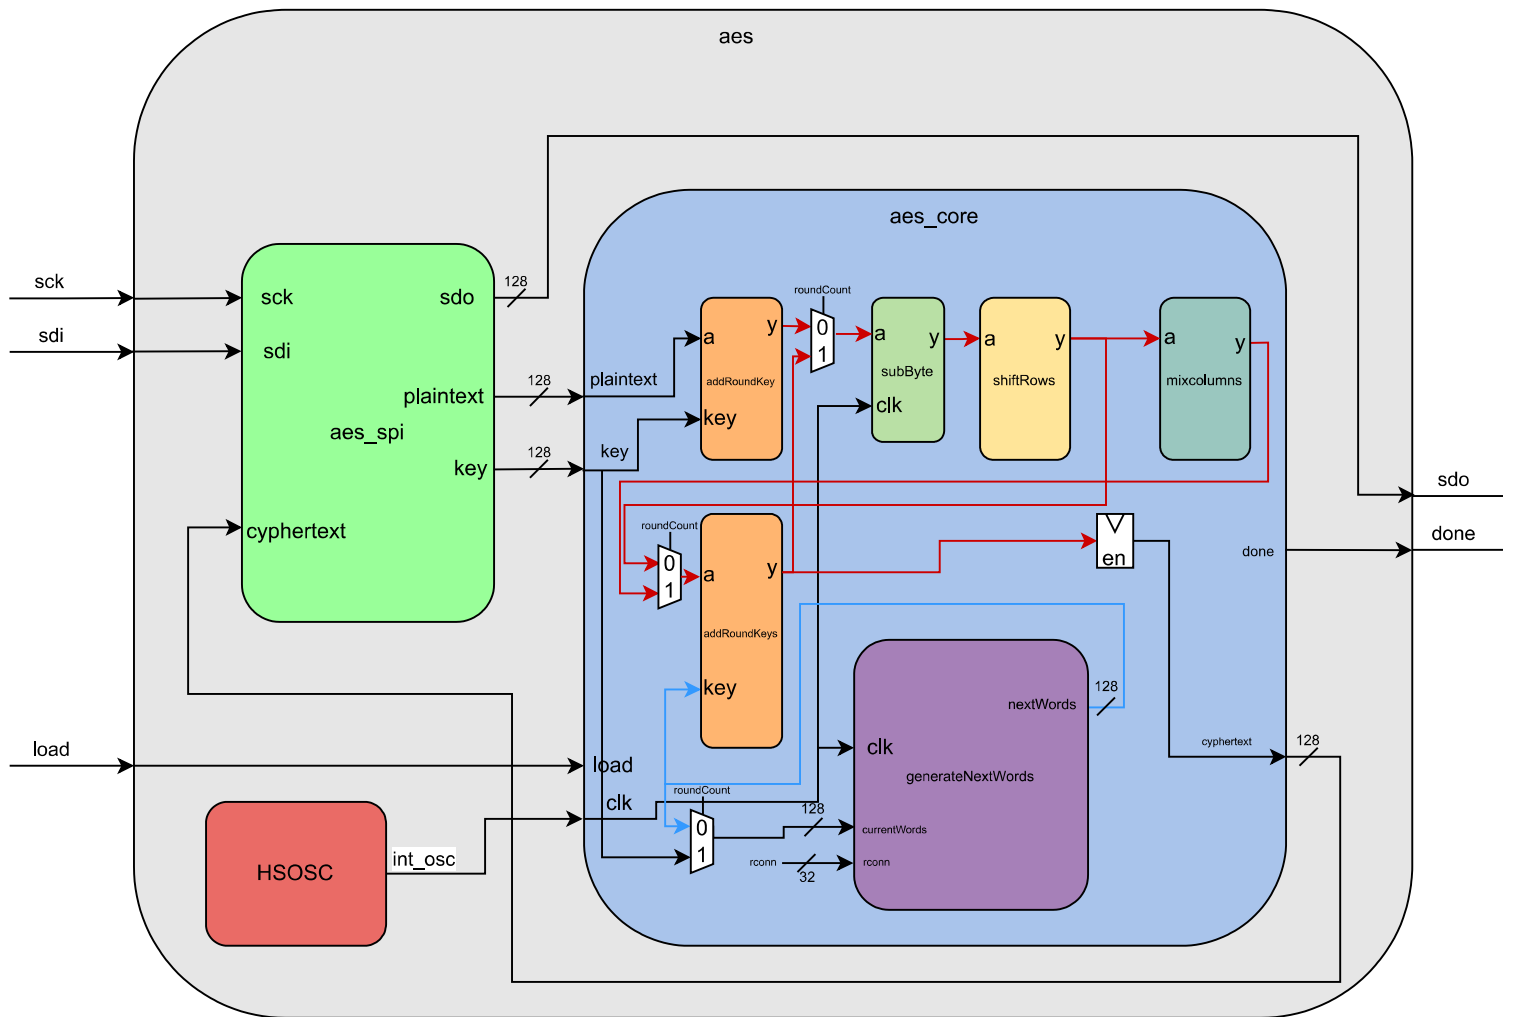 aes
aes_core
sck
sdi
sck
sdo
128
sdi
plaintext
128
aes_spi
key
128
cyphertext
plaintext
key
a
y
addRoundKey
key
roundCount
0
1
a
y
subByte
clk
a
y
shiftRows
a
y
mixcolumns
sdo
done
done
roundCount
0
1
a
y
addRoundKeys
key
en
nextWords
128
clk
generateNextWords
cyphertext
128
load
load
clk
roundCount
0
1
128
currentWords
rconn
32
rconn
HSOSC
int_osc